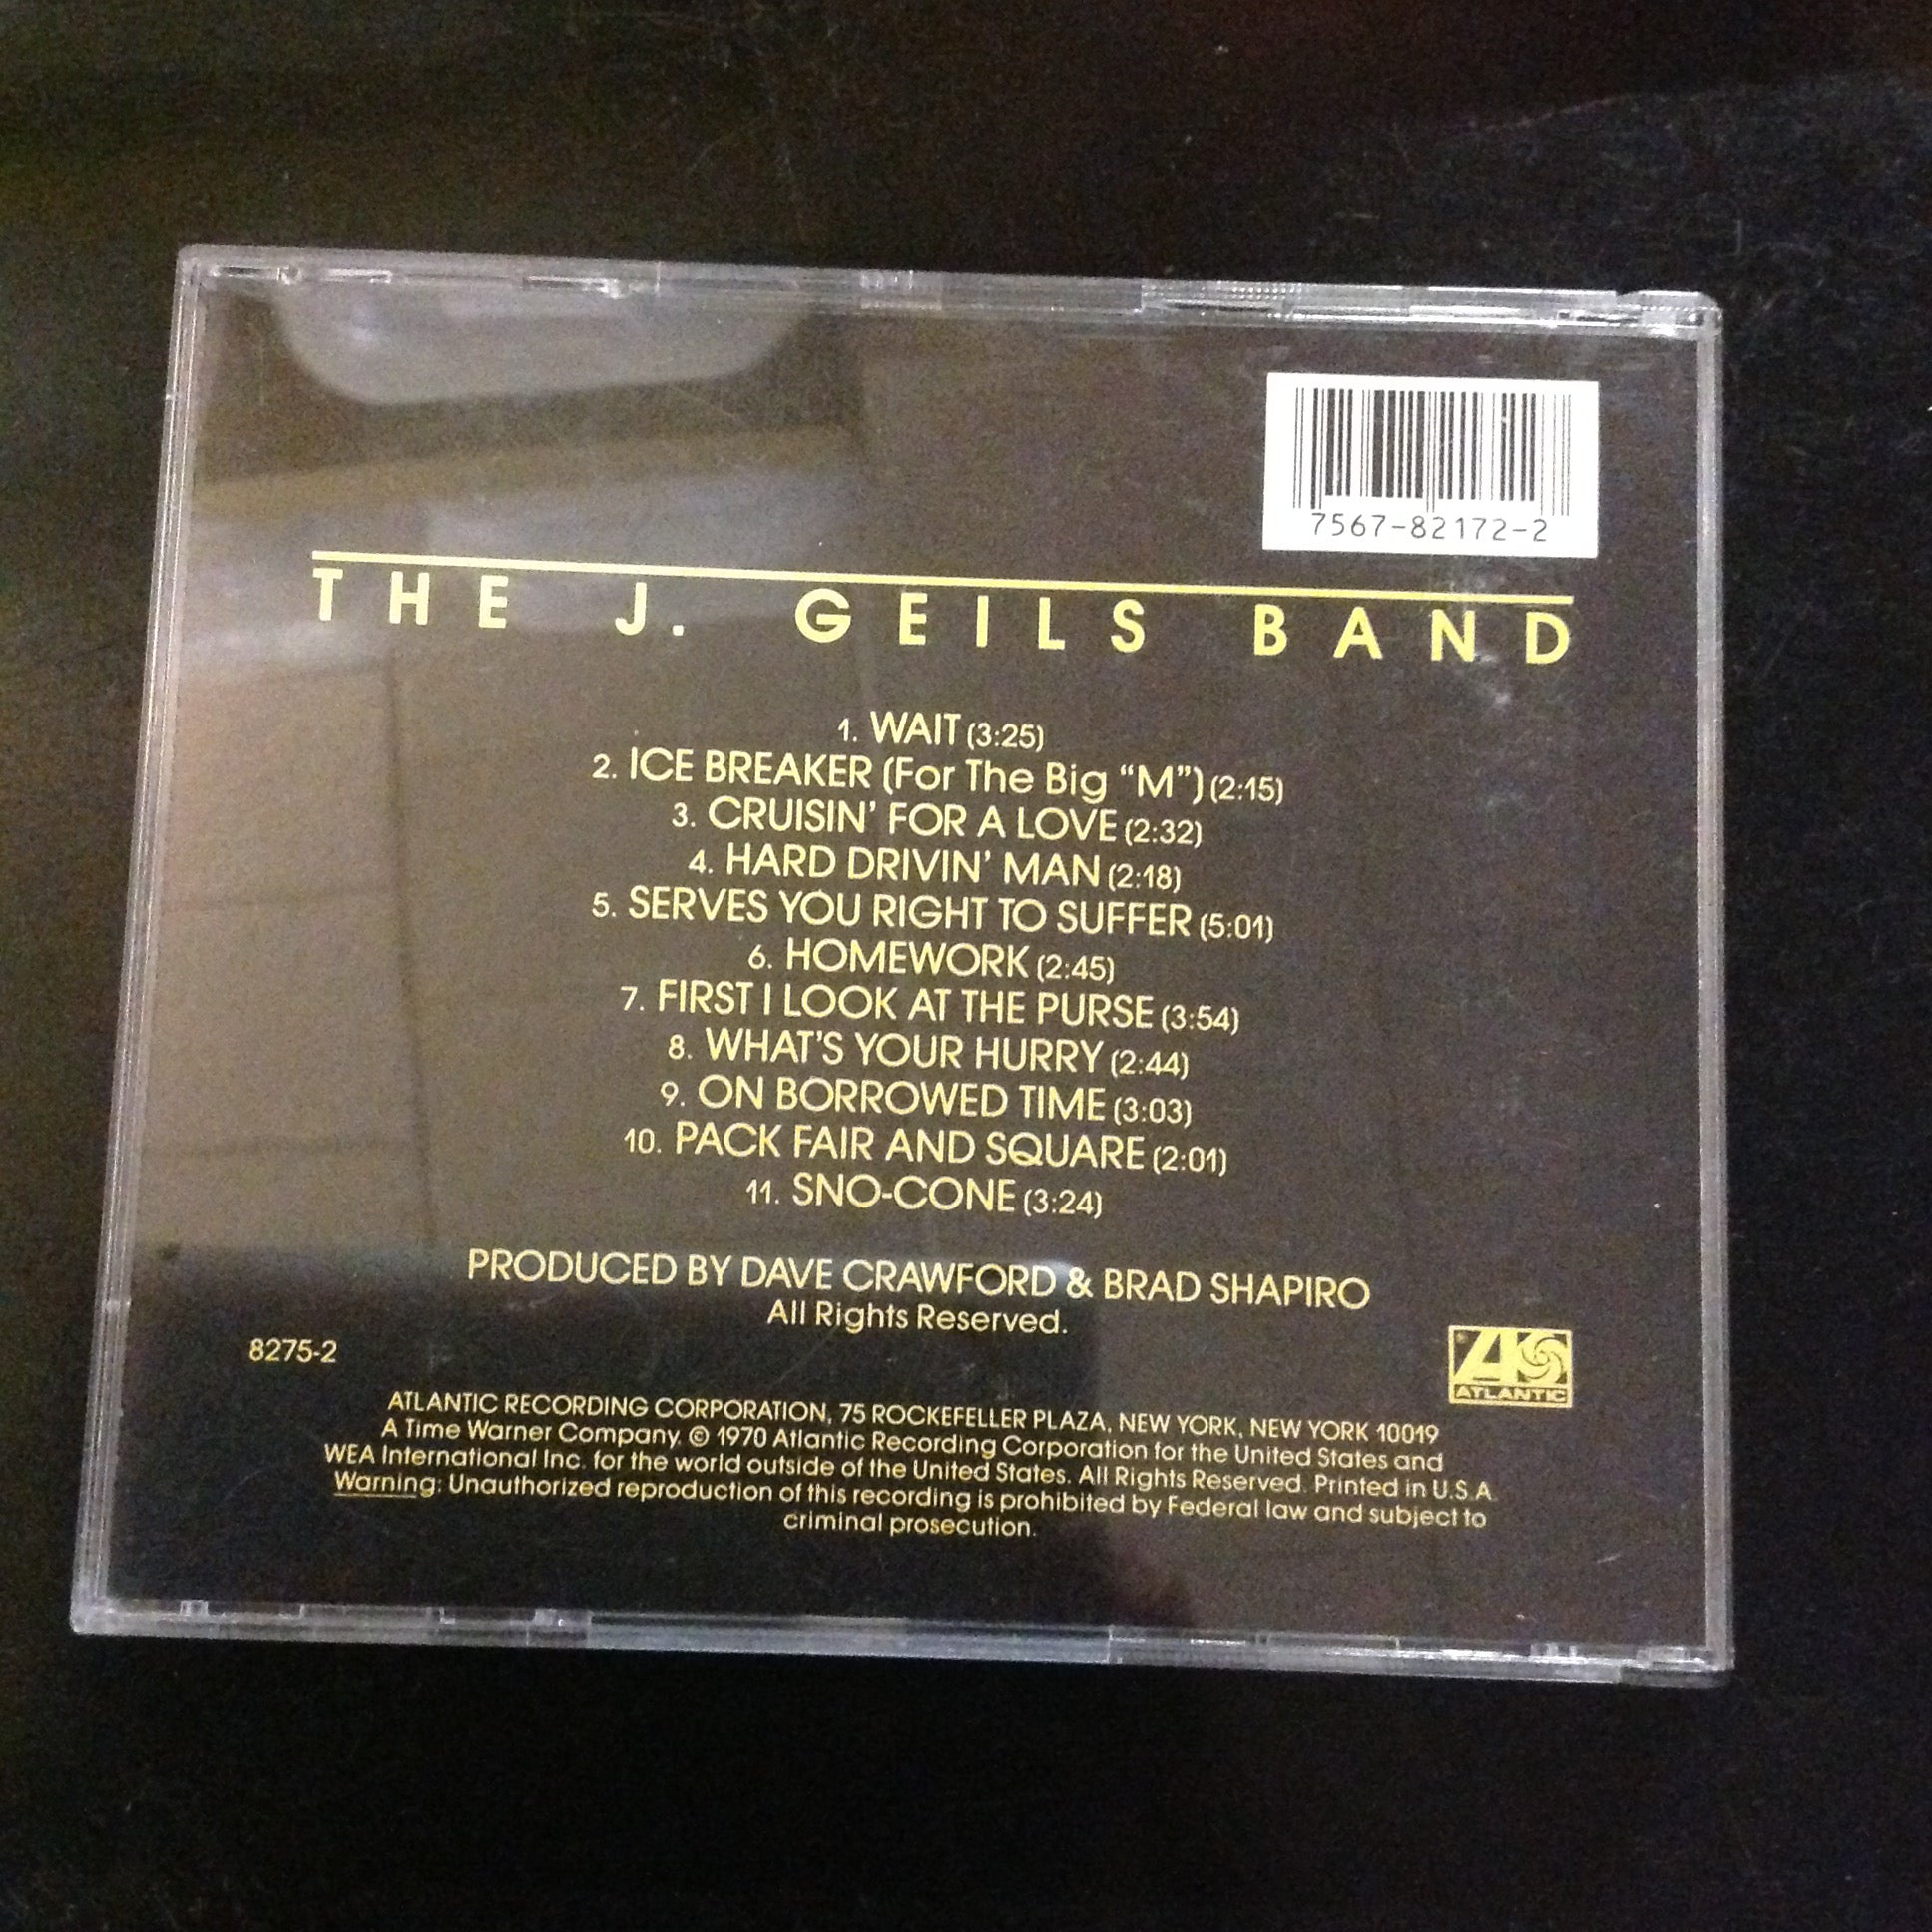 7567-82172-2
THE J. GEILS BAND
1. WAIT (3:25)
2. ICE BREAKER (For The Big “M”) (2:15)
3. CRUISIN’ FOR A LOVE (2:32)
4. HARD DRIVIN’ MAN (2:18)
5. SERVES YOU RIGHT TO SUFFER (5:01)
6. HOMEWORK (2:45)
7. FIRST I LOOK AT THE PURSE (3:54)
8. WHAT’S YOUR HURRY (2:44)
9. ON BORROWED TIME (3:03)
10. PACK FAIR AND SQUARE (2:01)
11. SNO-CONE (3:24)
PRODUCED BY DAVE CRAWFORD & BRAD SHAPIRO
All Rights Reserved.
8275-2
ATLANTIC
ATLANTIC RECORDING CORPORATION, 75 ROCKEFELLER PLAZA, NEW YORK, NEW YORK 10019
A Time Warner Company. © 1970 Atlantic Recording Corporation for the United States and
WEA International Inc. for the world outside of the United States. All Rights Reserved. Printed in U.S.A.
Warning: Unauthorized reproduction of this recording is prohibited by Federal law and subject to
criminal prosecution.